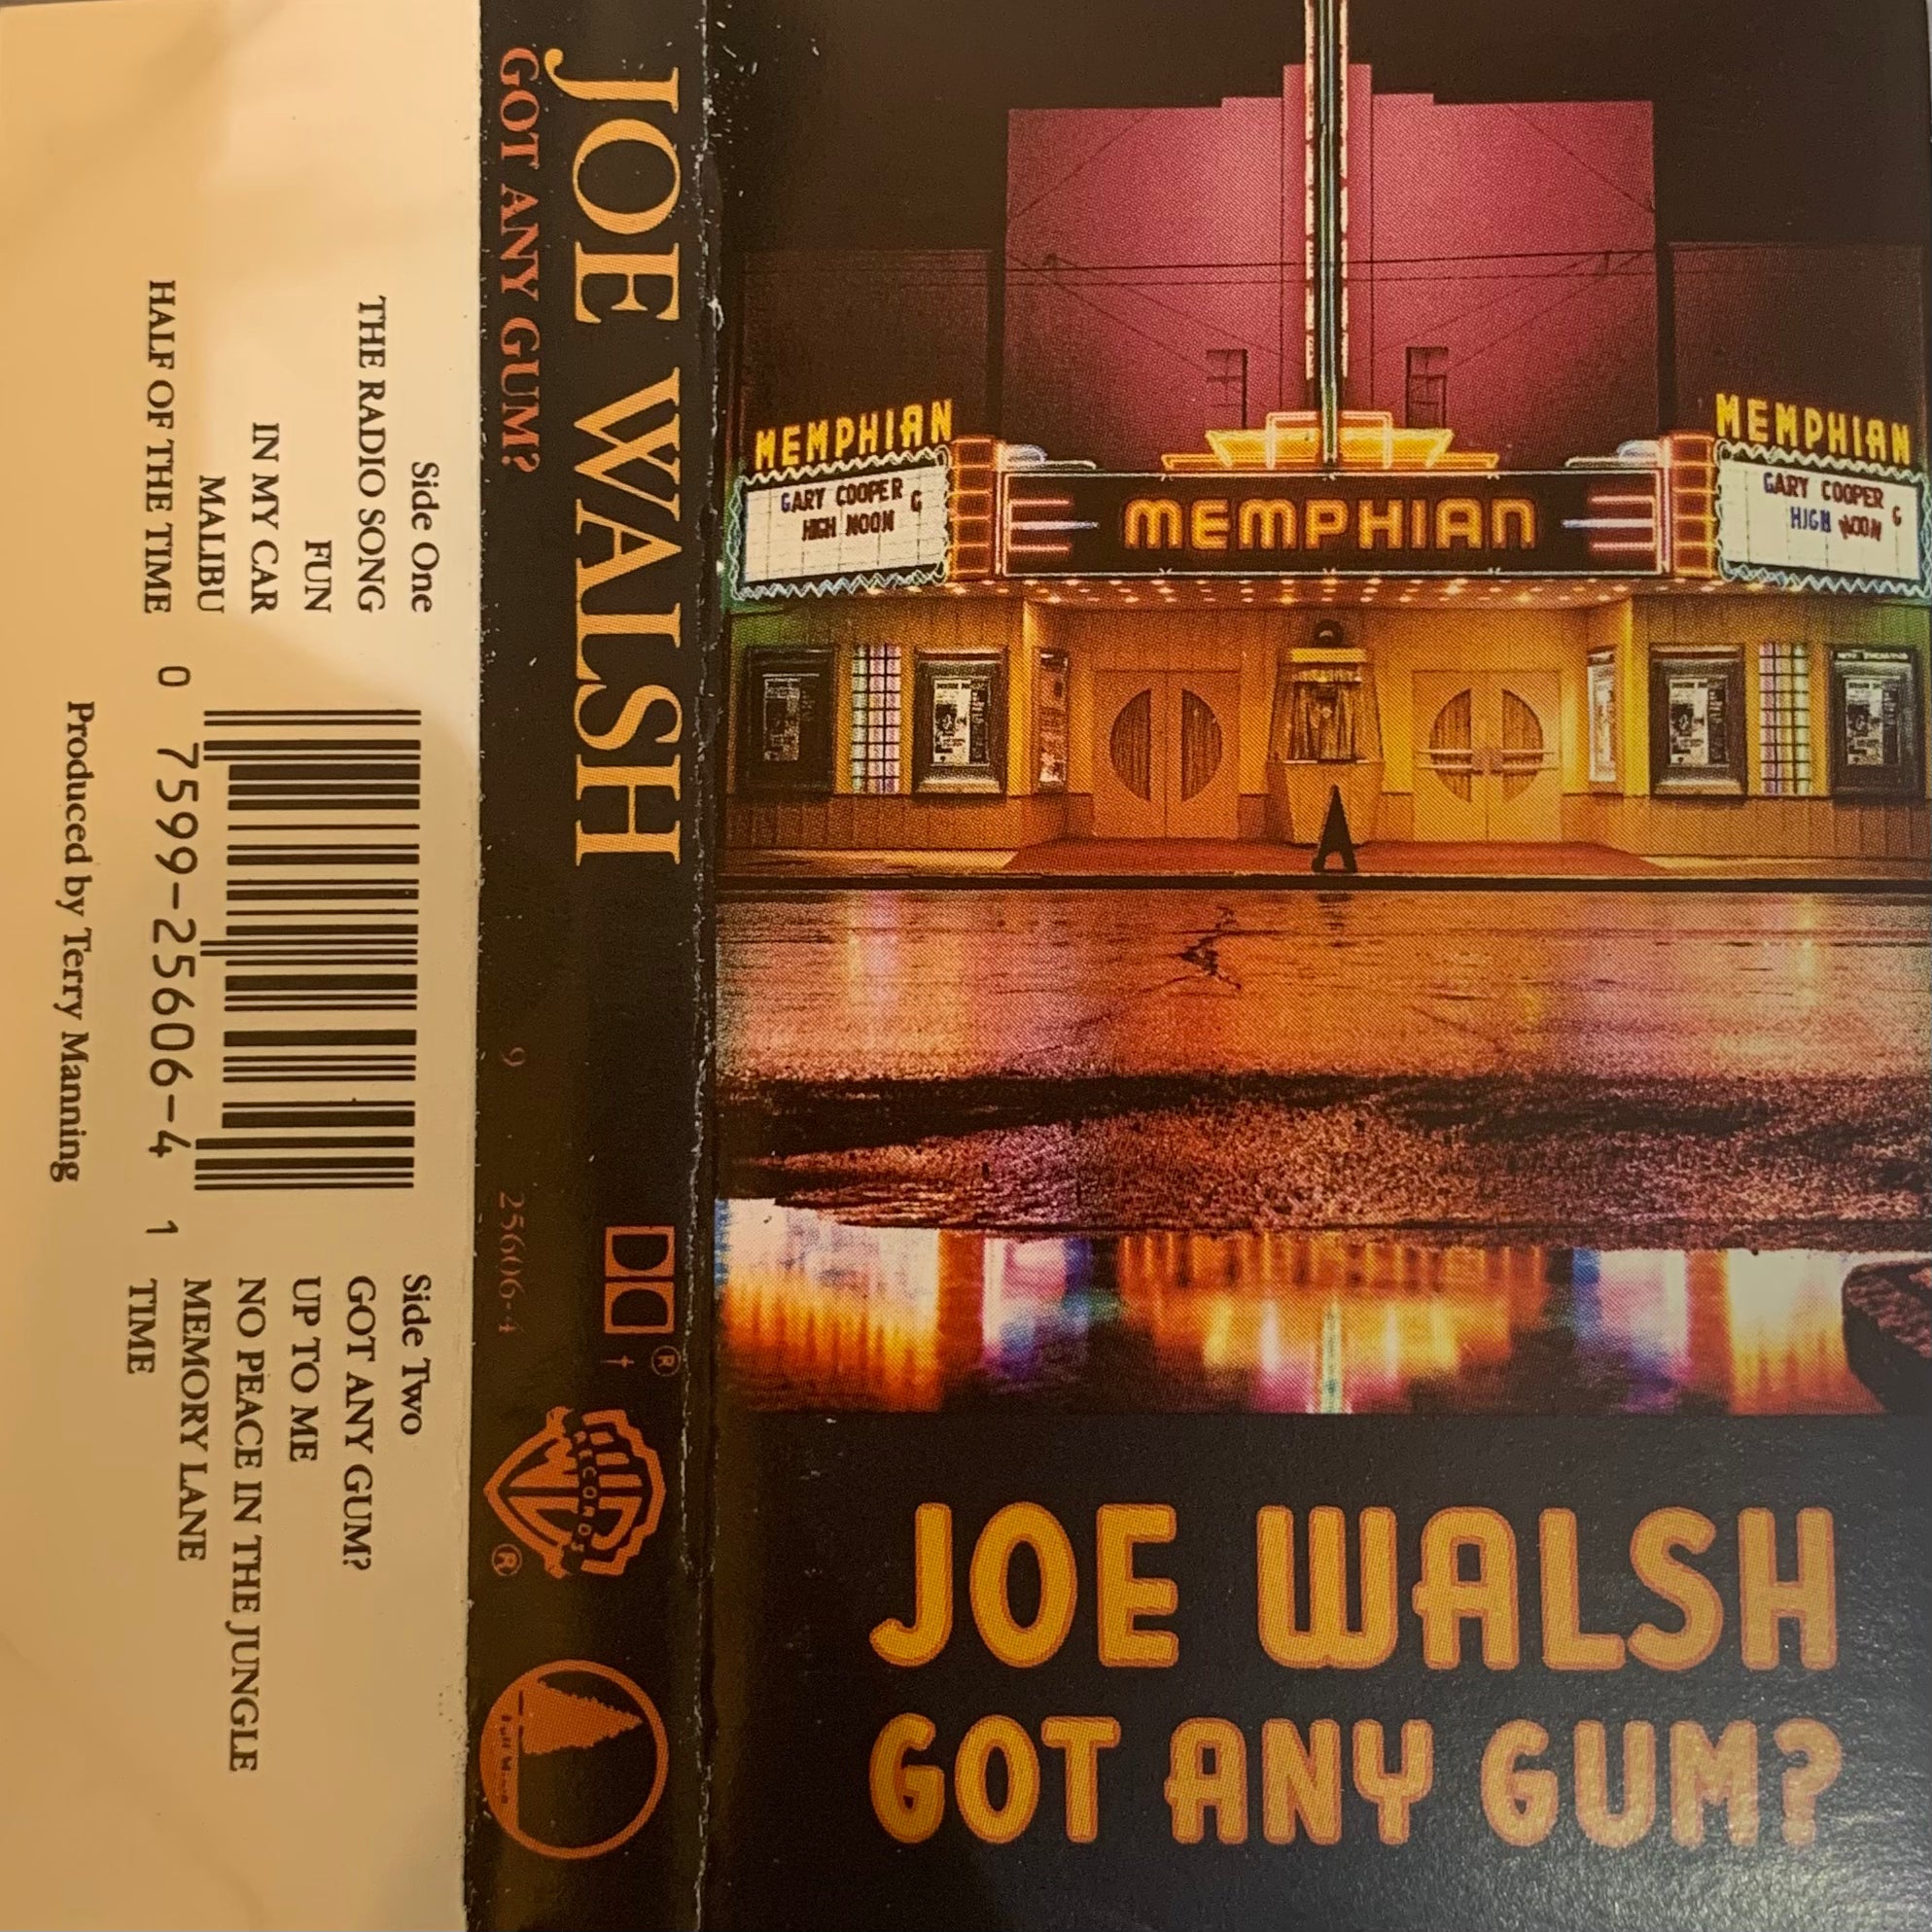 MEMPHIAN
GARY COOPER G
HIGH NOON
MEMPHIAN
MEMPHIAN
GARY COOPER G
HIGH NOON
JOE WALSH
GOT ANY GUM?
JOE WALSH
GOT ANY GUM?
9 25606-4
®
†
RECORDS
®
Full Moon
Side One
THE RADIO SONG
FUN
IN MY CAR
MALIBU
HALF OF THE TIME
0 7599-25606-4 1
Side Two
GOT ANY GUM?
UP TO ME
NO PEACE IN THE JUNGLE
MEMORY LANE
TIME
Produced by Terry Manning